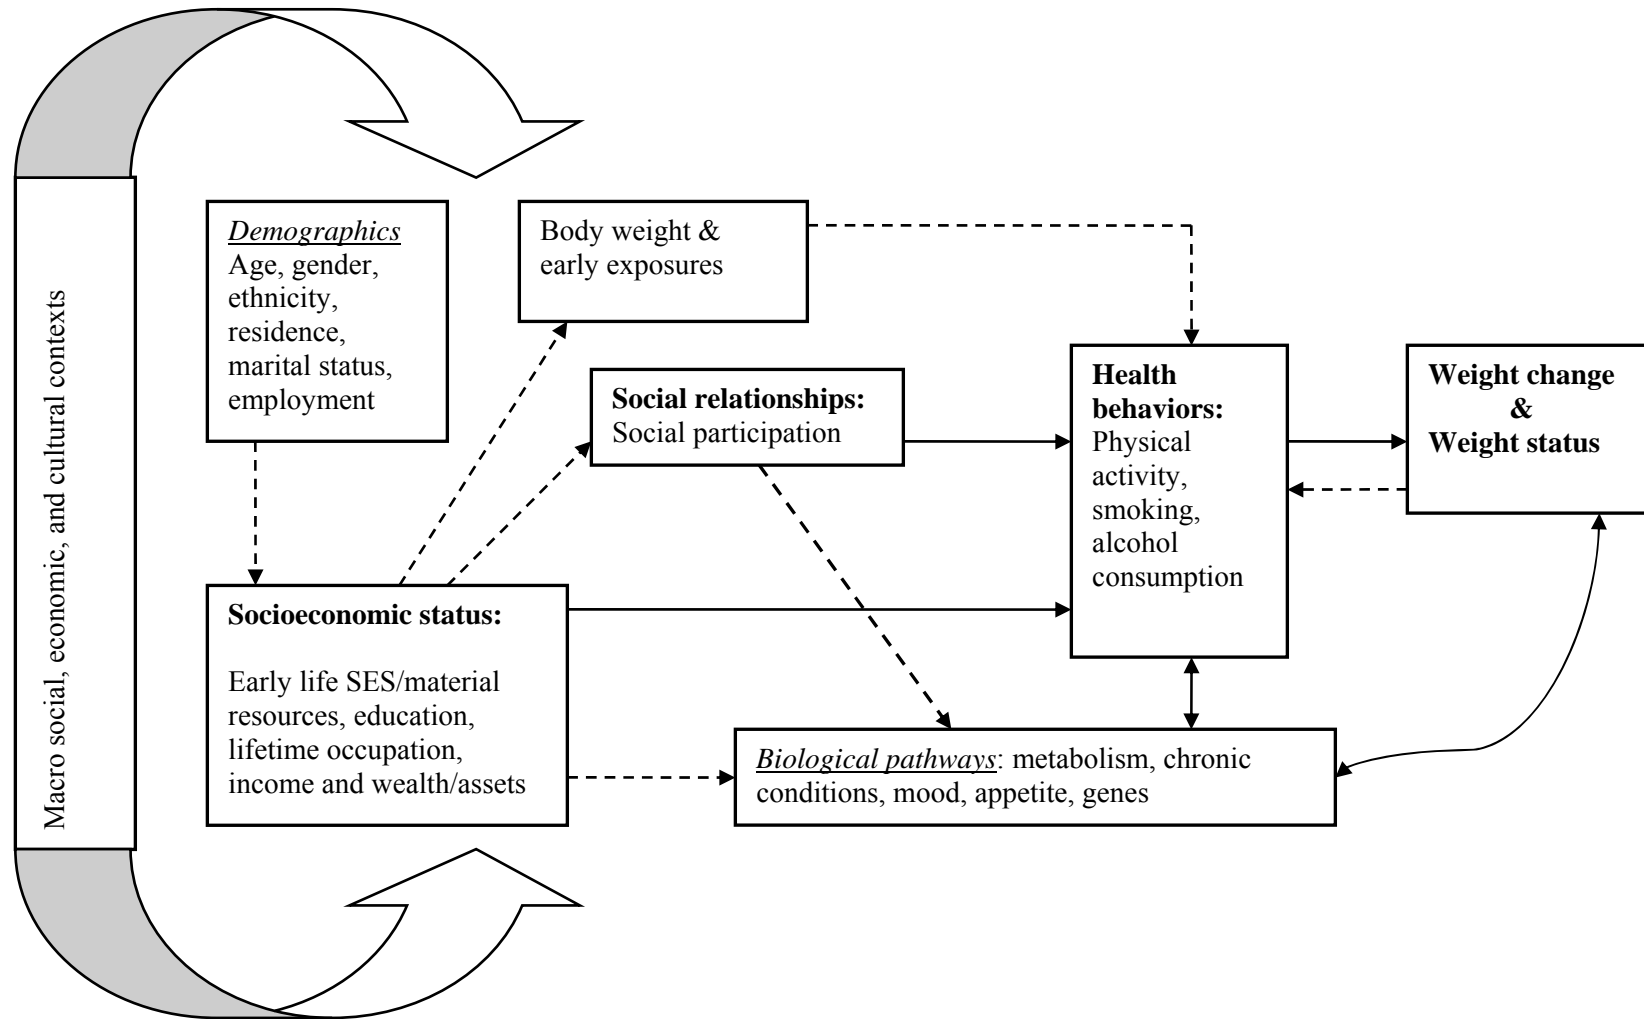 Macro social, economic, and cultural contexts
Demographics
Age, gender,
ethnicity,
residence,
marital status,
employment
Body weight &
early exposures
Social relationships:
Social participation
Health
behaviors:
Physical
activity,
smoking,
alcohol
consumption
Weight change
&
Weight status
Socioeconomic status:
Early life SES/material
resources, education,
lifetime occupation,
income and wealth/assets
Biological pathways: metabolism, chronic
conditions, mood, appetite, genes